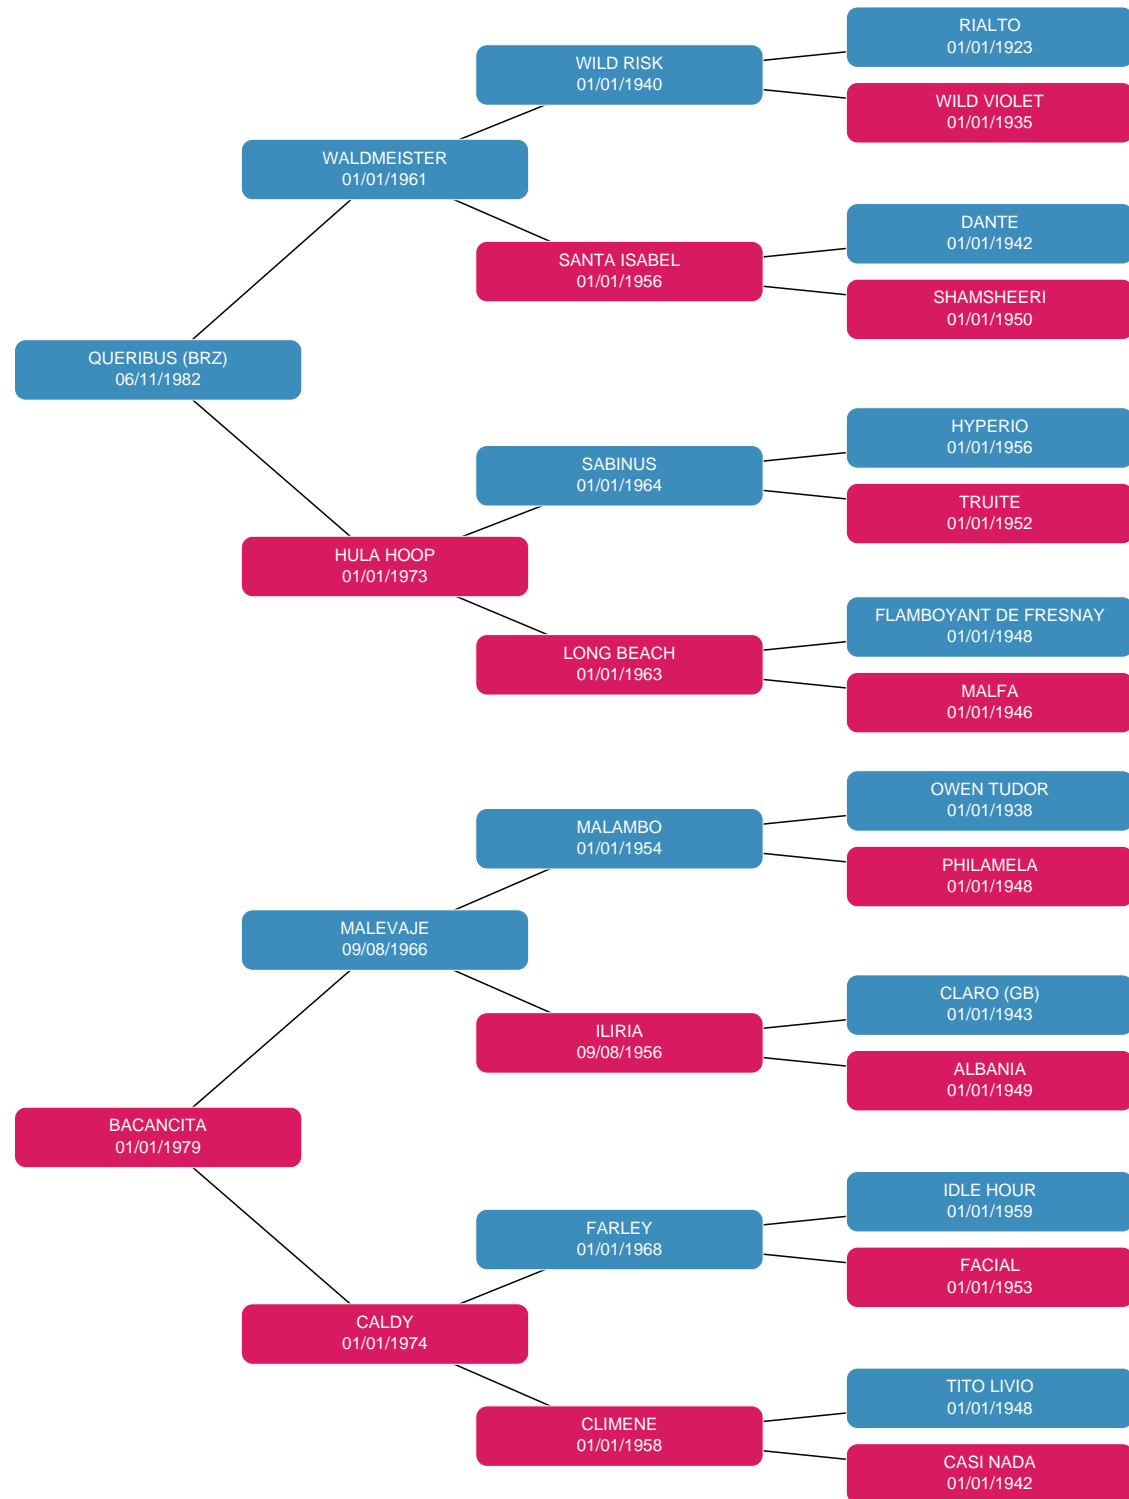 RIALTO
01/01/1923
WILD RISK
01/01/1940
WILD VIOLET
01/01/1935
WALDMEISTER
01/01/1961
DANTE
01/01/1942
SANTA ISABEL
01/01/1956
SHAMSHEERI
01/01/1950
QUERIBUS (BRZ)
06/11/1982
HYPERIO
01/01/1956
SABINUS
01/01/1964
TRUITE
01/01/1952
HULA HOOP
01/01/1973
FLAMBOYANT DE FRESNAY
01/01/1948
LONG BEACH
01/01/1963
MALFA
01/01/1946
OWEN TUDOR
01/01/1938
MALAMBO
01/01/1954
PHILAMELA
01/01/1948
MALEVAJE
09/08/1966
CLARO (GB)
01/01/1943
ILIRIA
09/08/1956
ALBANIA
01/01/1949
BACANCITA
01/01/1979
IDLE HOUR
01/01/1959
FARLEY
01/01/1968
FACIAL
01/01/1953
CALDY
01/01/1974
TITO LIVIO
01/01/1948
CLIMENE
01/01/1958
CASI NADA
01/01/1942